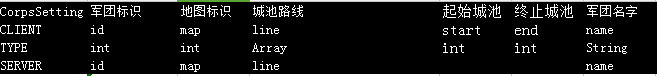 CorpsSetting 军团标识 地图标识 城池路线 起始城池 终止城池 军团名字
CLIENT id map line start end name
TYPE int int Array int int String
SERVER id map line name